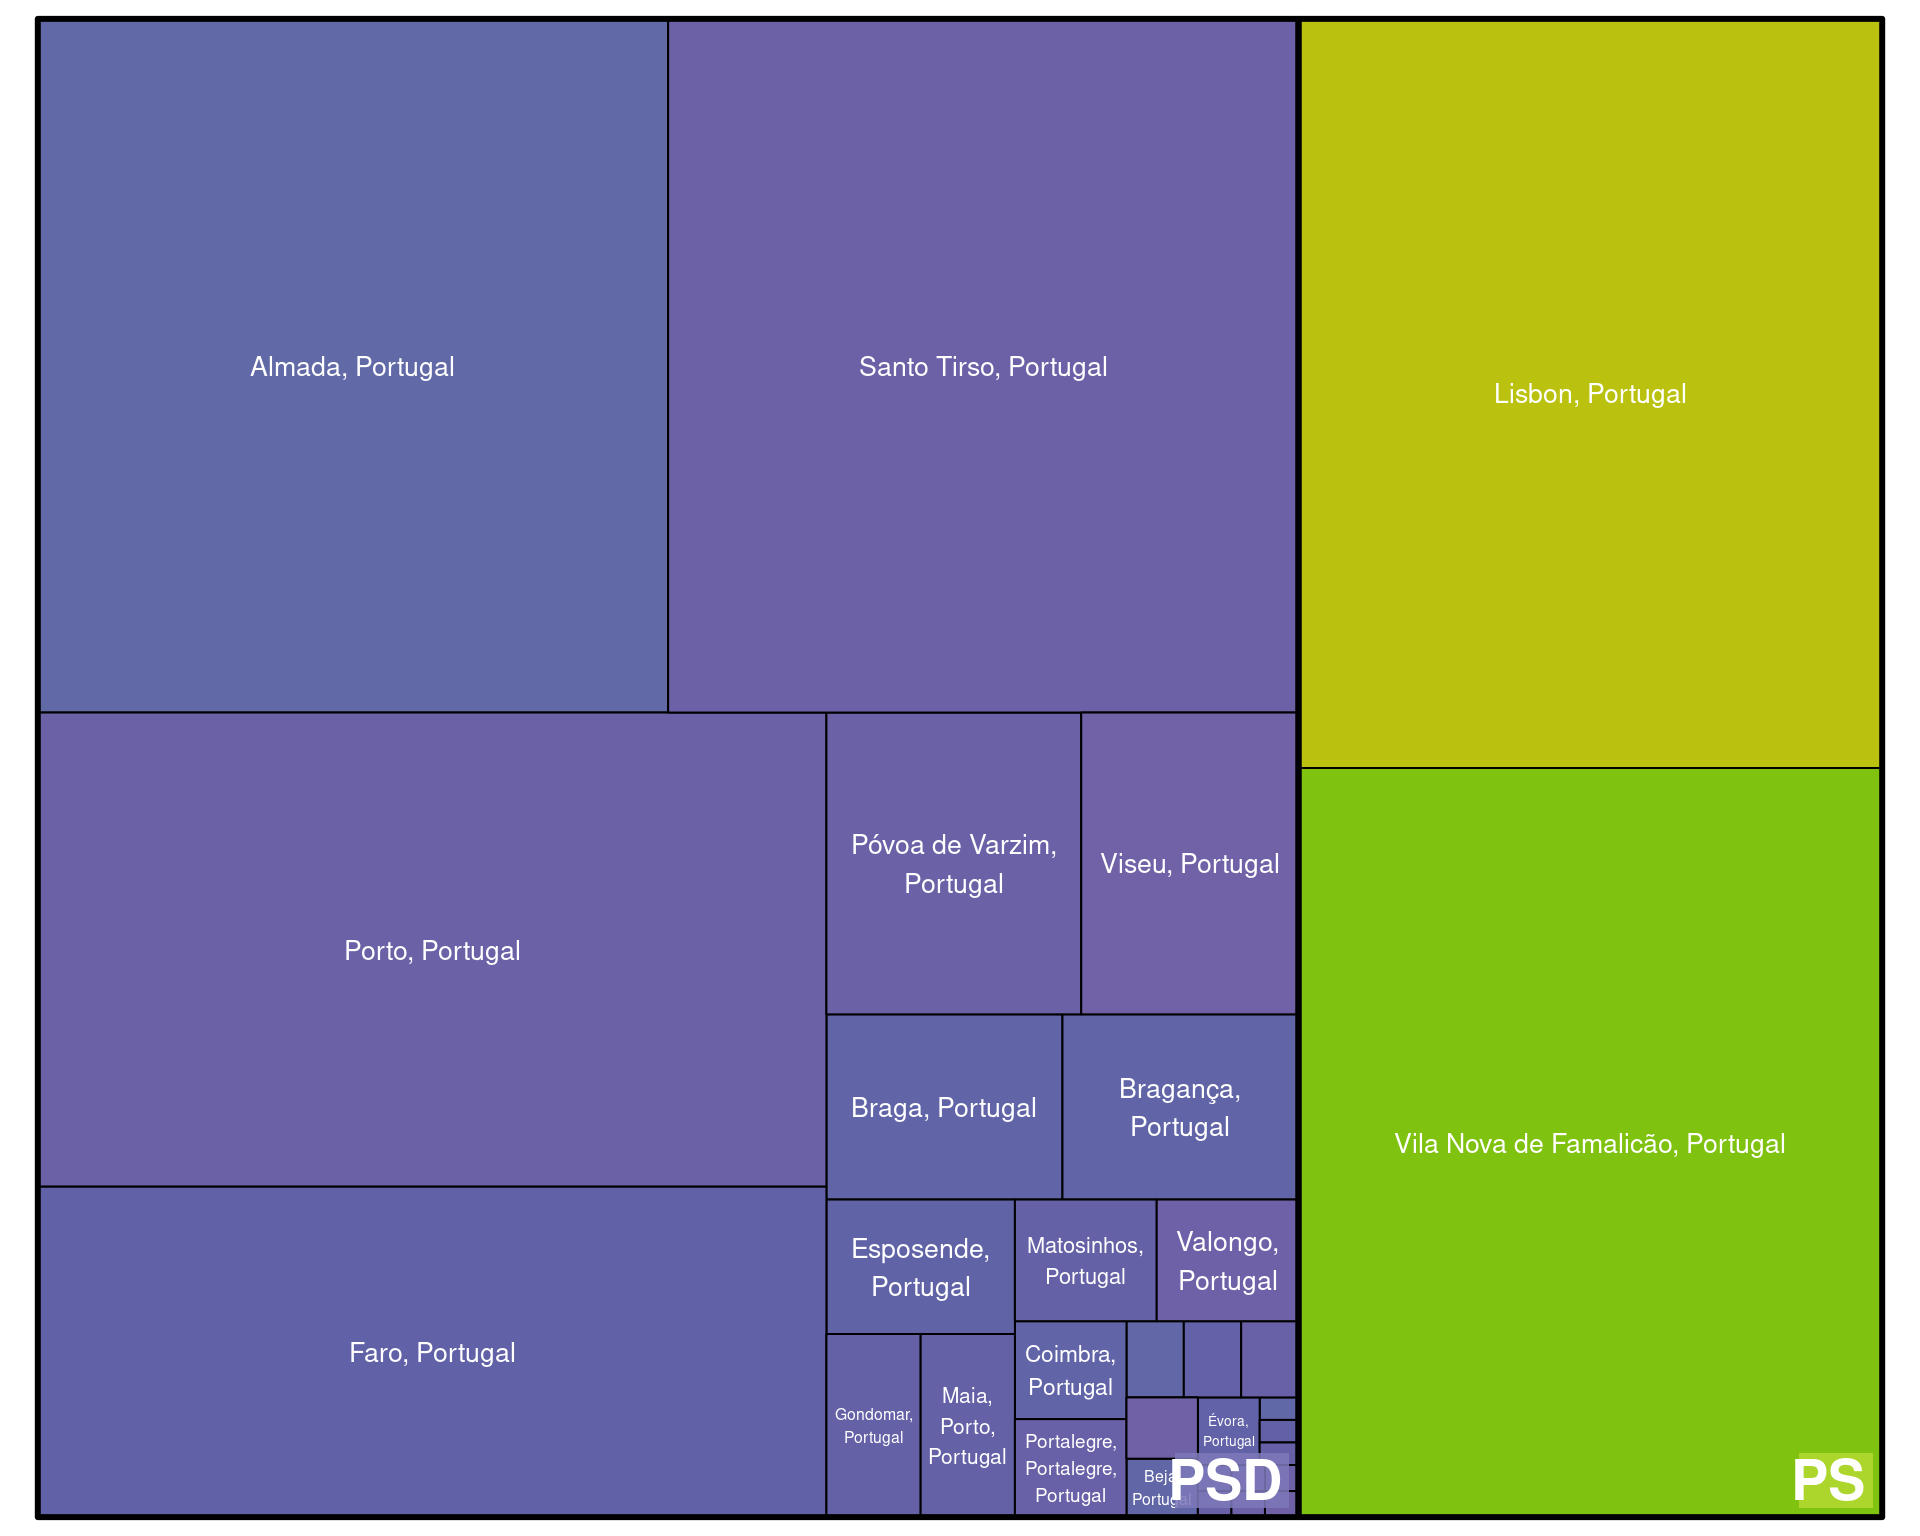 Almada, Portugal
Santo Tirso, Portugal
Lisbon, Portugal
Porto, Portugal
Póvoa de Varzim,
Portugal
Viseu, Portugal
Braga, Portugal
Bragança,
Portugal
Vila Nova de Famalicão, Portugal
Faro, Portugal
Esposende,
Portugal
Matosinhos,
Portugal
Valongo,
Portugal
Gondomar,
Portugal
Maia,
Porto,
Portugal
Coimbra,
Portugal
Portalegre,
Portalegre,
Portugal
Évora,
Portugal
Beja
Portugal
PSD
PS